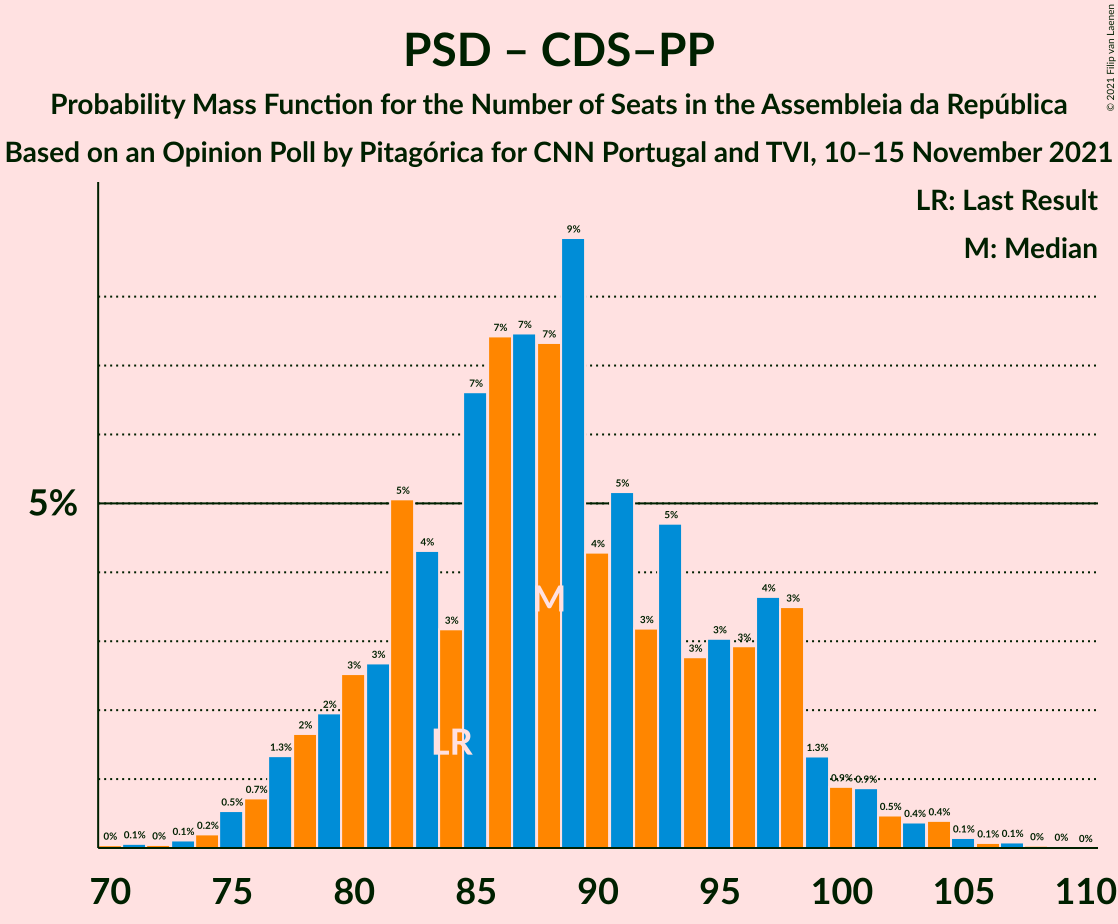 PSD – CDS–PP
Probability Mass Function for the Number of Seats in the Assembleia da República
Based on an Opinion Poll by Pitagórica for CNN Portugal and TVI, 10–15 November 2021
© 2021 Filip van Laenen
LR: Last Result
M: Median
5%
0% 0.1% 0% 0.1% 0.2% 0.5% 0.7% 1.3% 2% 2% 3% 3% 5% 4% 3% 7% 7% 7% 7% 9% 4% 5% 3% 5% 3% 3% 3% 4% 3% 1.3% 0.9% 0.9% 0.5% 0.4% 0.4% 0.1% 0.1% 0.1% 0% 0% 0%
M
LR
70 75 80 85 90 95 100 105 110